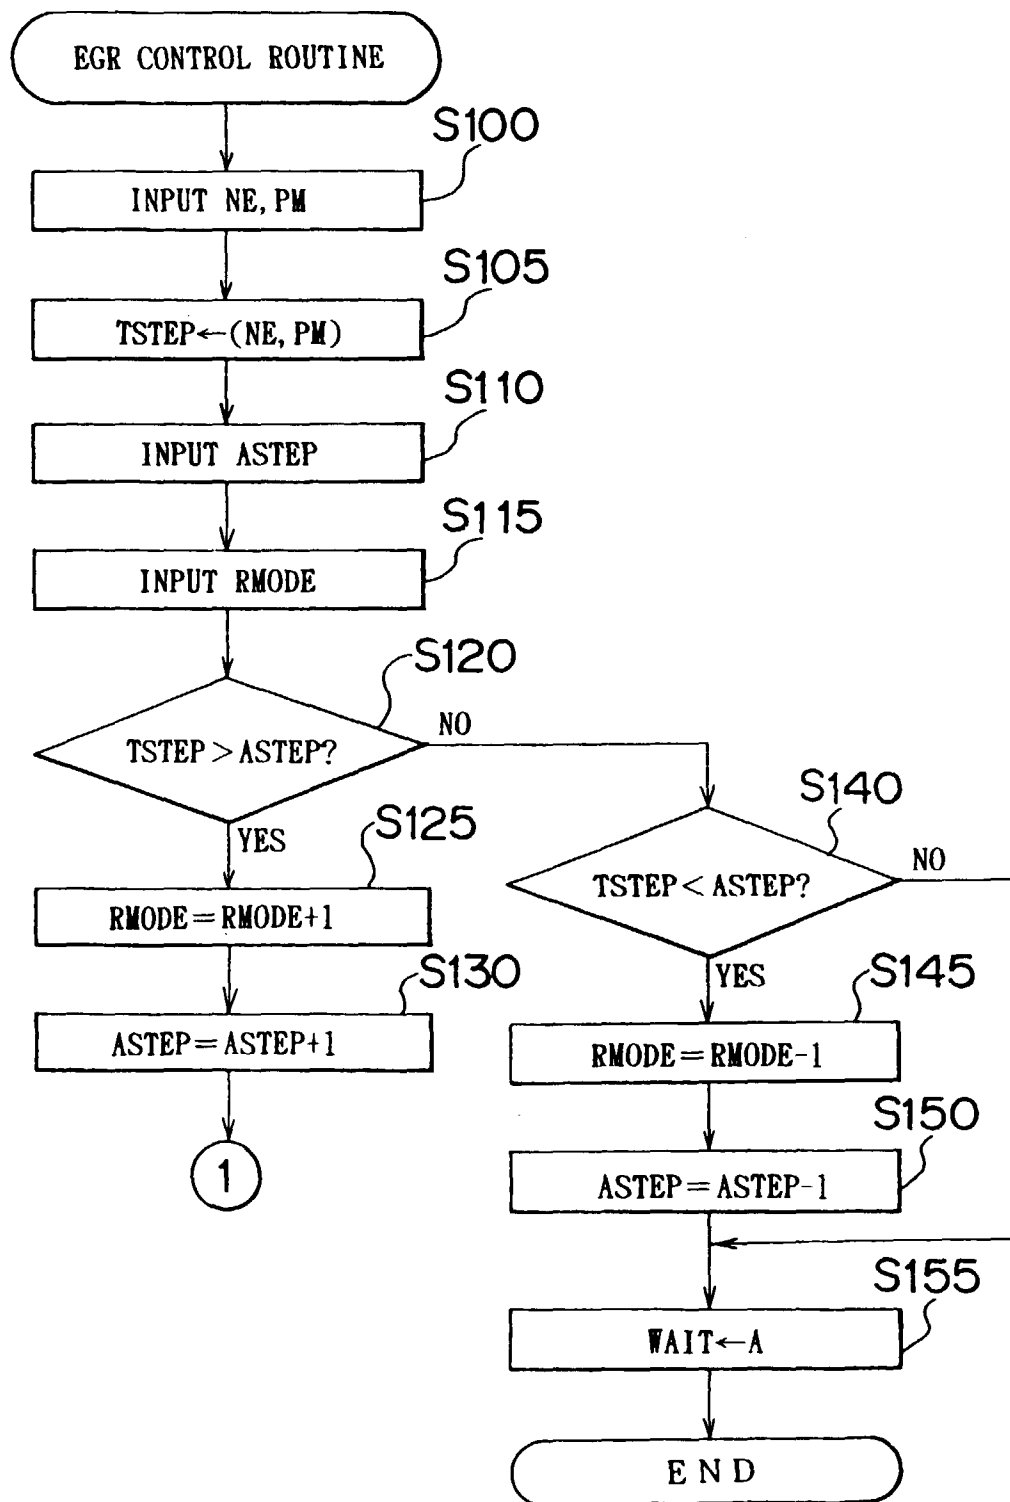 EGR CONTROL ROUTINE
S100
INPUT NE, PM
S105
TSTEP←(NE, PM)
S110
INPUT ASTEP
S115
INPUT RMODE
S120
TSTEP>ASTEP?
NO
YES
S125
RMODE=RMODE+1
S130
ASTEP=ASTEP+1
1
S140
TSTEP<ASTEP?
NO
YES
S145
RMODE=RMODE-1
S150
ASTEP=ASTEP-1
S155
WAIT←A
END